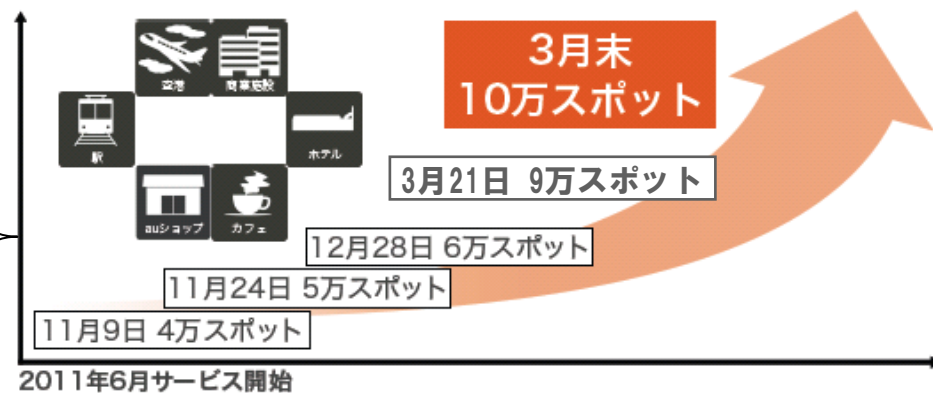 空港
商業施設
駅
ホテル
auショップ
カフェ
3月末
10万スポット
3月21日 9万スポット
12月28日 6万スポット
11月24日 5万スポット
11月9日 4万スポット
2011年6月サービス開始